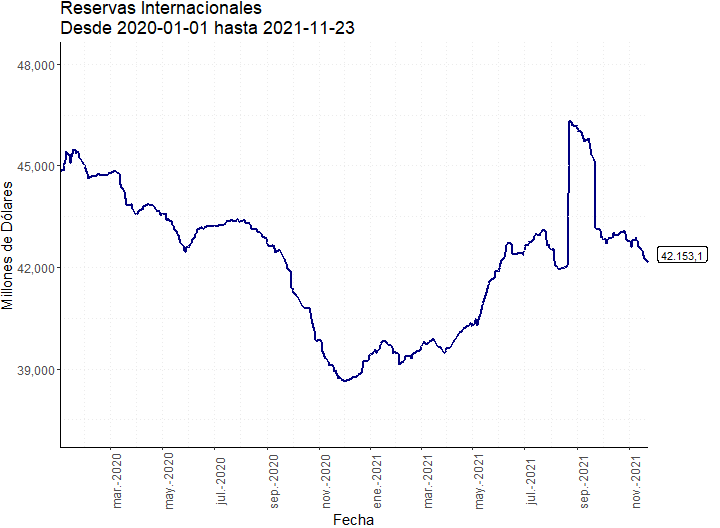 Reservas Internacionales
Desde 2020-01-01 hasta 2021-11-23
Millones de Dólares
48,000
45,000
42,000
39,000
42.153,1
mar.-2020
may.-2020
jul.-2020
sep.-2020
nov.-2020
ene.-2021
mar.-2021
may.-2021
jul.-2021
sep.-2021
nov.-2021
Fecha